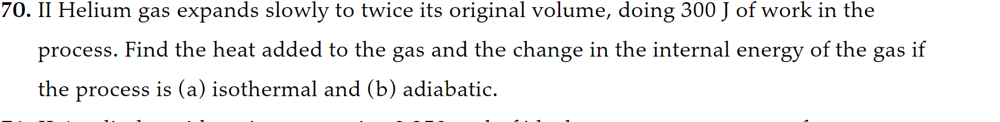 70. II Helium gas expands slowly to twice its original volume, doing 300 J of work in the
process. Find the heat added to the gas and the change in the internal energy of the gas if
the process is (a) isothermal and (b) adiabatic.